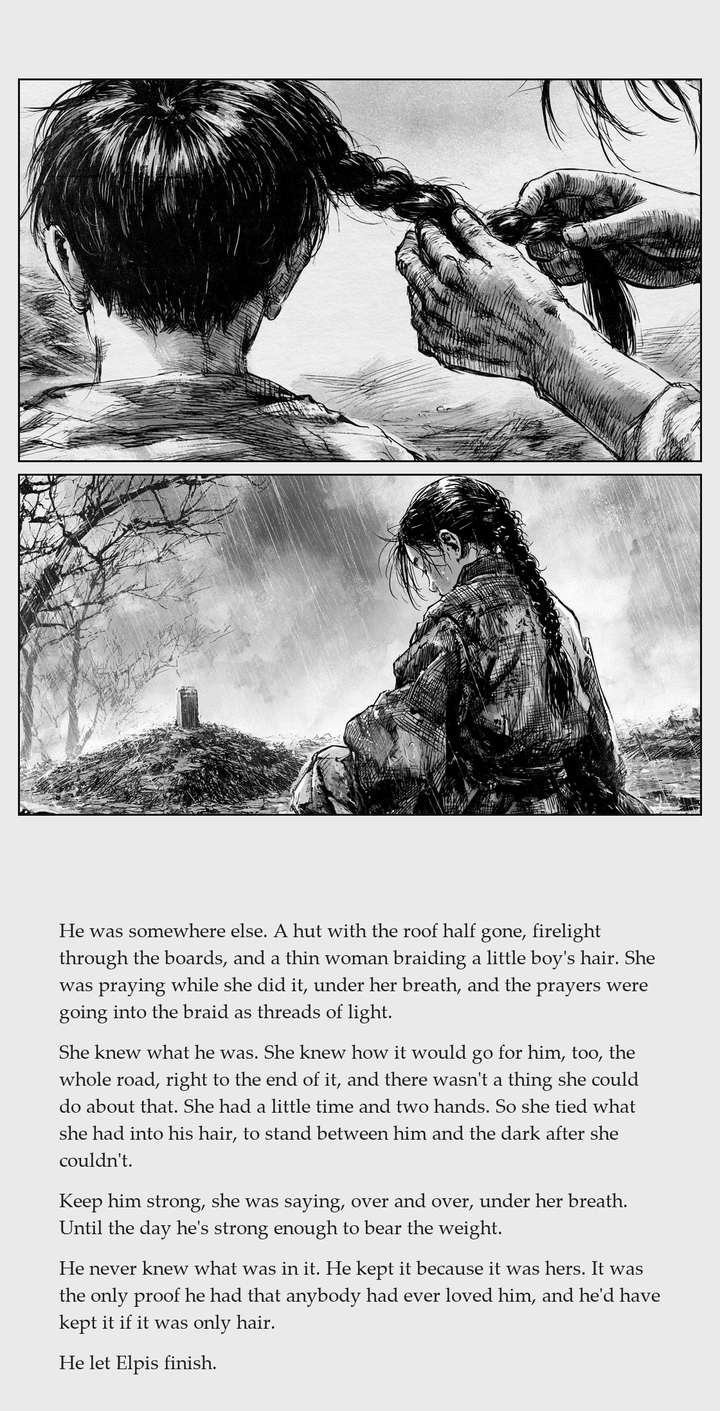 He was somewhere else. A hut with the roof half gone, firelight
through the boards, and a thin woman braiding a little boy's hair. She
was praying while she did it, under her breath, and the prayers were
going into the braid as threads of light.
She knew what he was. She knew how it would go for him, too, the
whole road, right to the end of it, and there wasn't a thing she could
do about that. She had a little time and two hands. So she tied what
she had into his hair, to stand between him and the dark after she
couldn't.
Keep him strong, she was saying, over and over, under her breath.
Until the day he's strong enough to bear the weight.
He never knew what was in it. He kept it because it was hers. It was
the only proof he had that anybody had ever loved him, and he'd have
kept it if it was only hair.
He let Elpis finish.